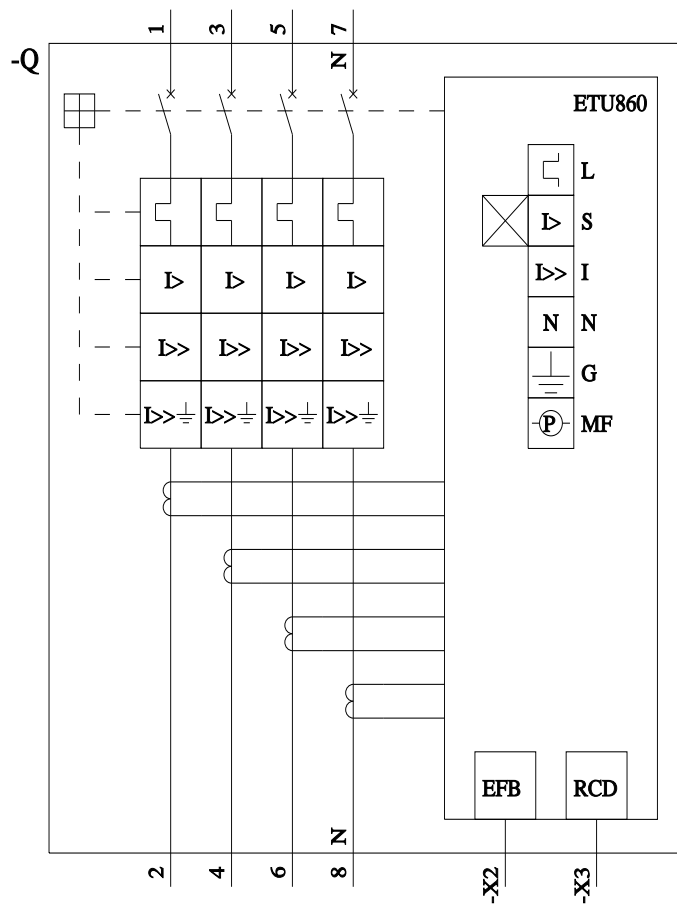 1 3 5 7
N
-Q
ETU860
L
I> S
I>> I
N N
G
P MF
I> I> I> I>
I>> I>> I>> I>>
I>> I>> I>> I>>
EFB RCD
N
2 4 6 8 -X2 -X3